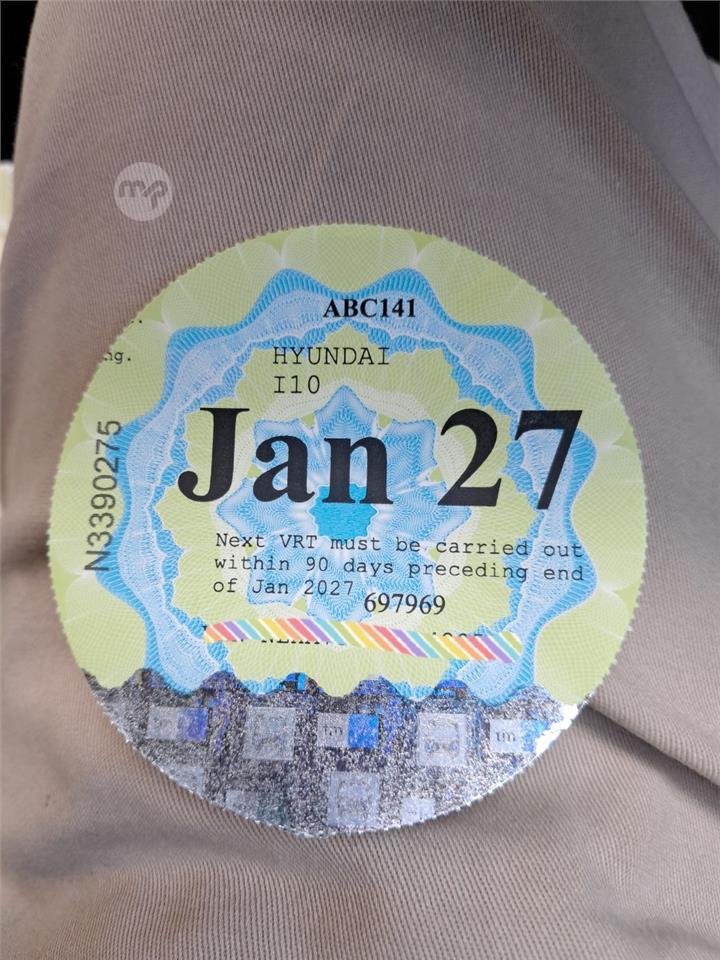 mp
ABC141
HYUNDAI
I10
Jan 27
N3390275
Next VRT must be carried out
within 90 days preceding end
of Jan 2027
697969